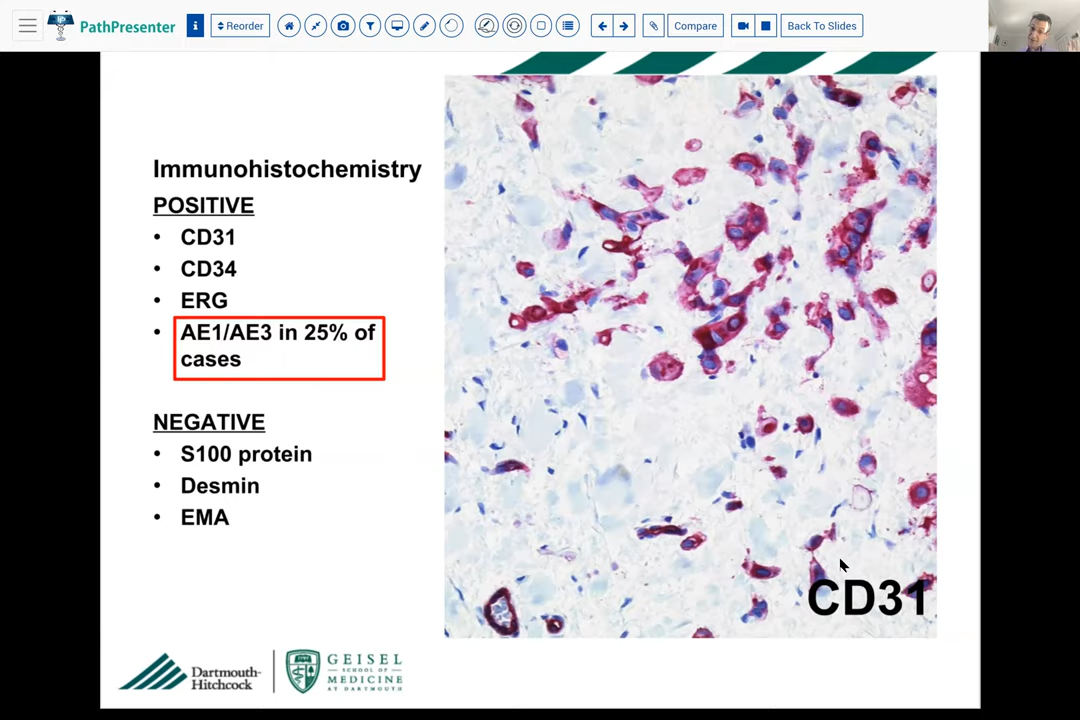 PathPresenter
Reorder
Compare
Back To Slides
Immunohistochemistry
POSITIVE
• CD31
• CD34
• ERG
• AE1/AE3 in 25% of
cases
NEGATIVE
• S100 protein
• Desmin
• EMA
CD31
Dartmouth-
Hitchcock
GEISEL
SCHOOL OF
MEDICINE
AT DARTMOUTH